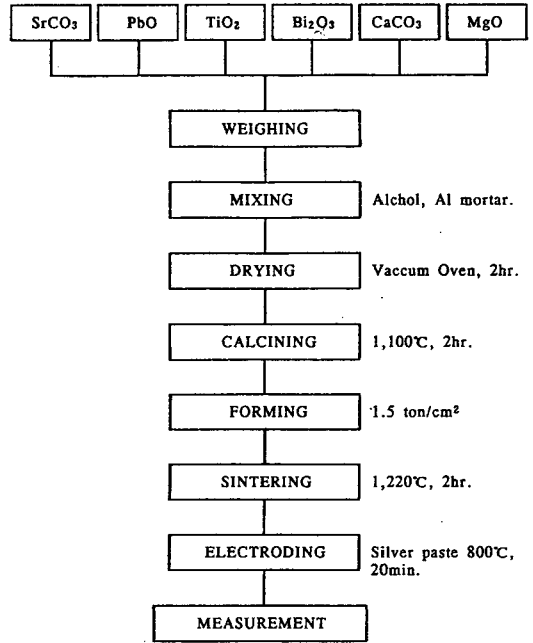 SrCO₃ PbO TiO₂ Bi₂O₃ CaCO₃ MgO
WEIGHING
MIXING Alchol, Al mortar.
DRYING Vaccum Oven, 2hr.
CALCINING 1,100℃, 2hr.
FORMING 1.5 ton/cm²
SINTERING 1,220℃, 2hr.
ELECTRODING Silver paste 800℃,
20min.
MEASUREMENT